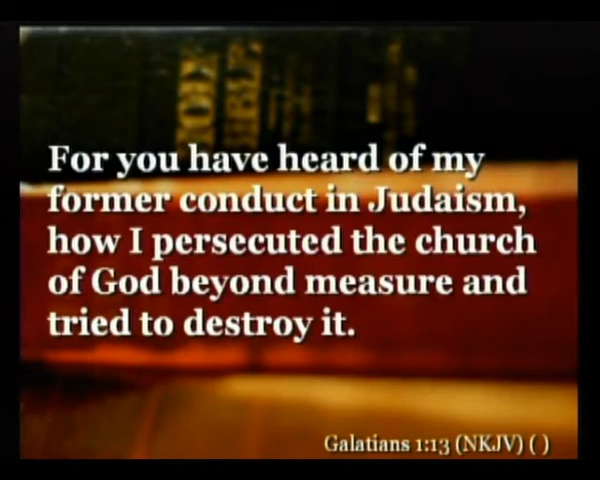 For you have heard of my
former conduct in Judaism,
how I persecuted the church
of God beyond measure and
tried to destroy it.
Galatians 1:13 (NKJV) ( )